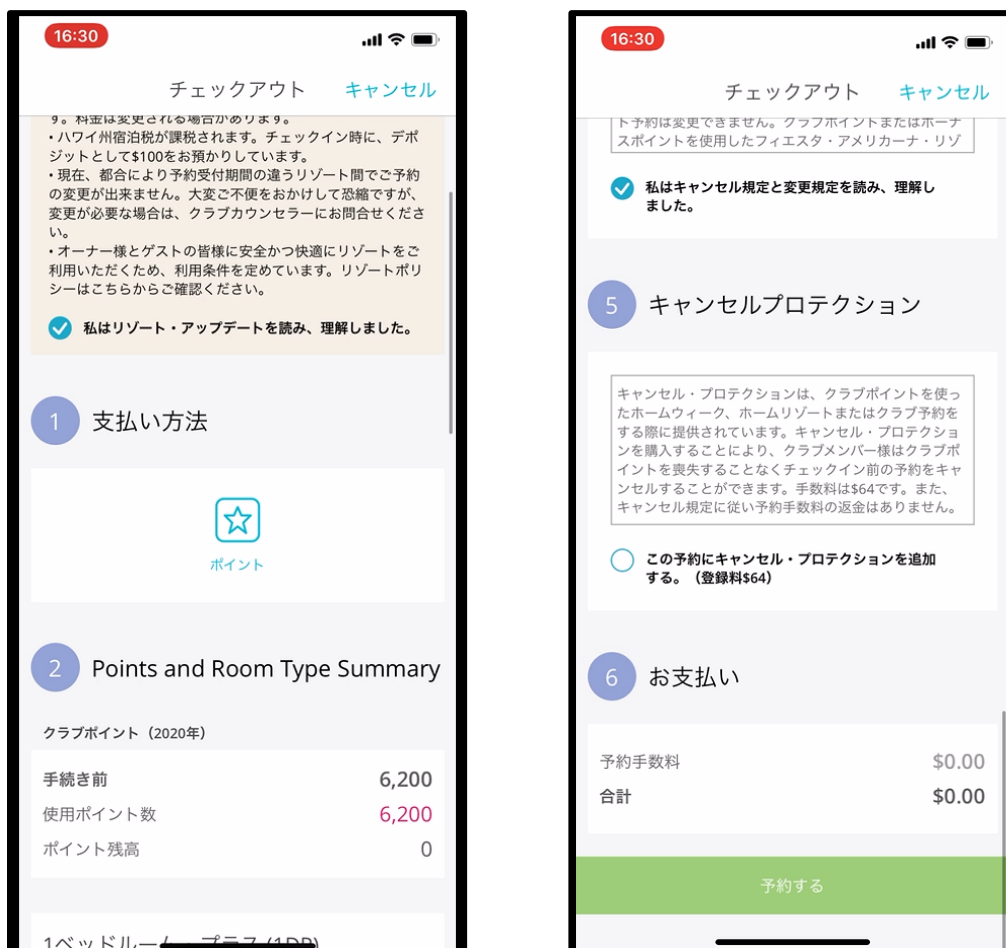 16:30
チェックアウト
キャンセル
す。料金は変更される場合があります。
・ハワイ州宿泊税が課税されます。チェックイン時に、デポ
ジットとして$100をお預かりしています。
・現在、都合により予約受付期間の違うリゾート間でご予約
の変更が出来ません。大変ご不便をおかけして恐縮ですが、
変更が必要な場合は、クラブカウンセラーにお問合せくださ
い。
・オーナー様とゲストの皆様に安全かつ快適にリゾートをご
利用いただくため、利用条件を定めています。リゾートポリ
シーはこちらからご確認ください。
私はリゾート・アップデートを読み、理解しました。
1 支払い方法
ポイント
2 Points and Room Type Summary
クラブポイント（2020年）
手続き前 6,200
使用ポイント数 6,200
ポイント残高 0
1ベッドルーム・プラス (1DP)
16:30
チェックアウト
キャンセル
ト予約は変更できません。クラブポイントまたはボーナ
スポイントを使用したフィエスタ・アメリカーナ・リゾ
私はキャンセル規定と変更規定を読み、理解し
ました。
5 キャンセルプロテクション
キャンセル・プロテクションは、クラブポイントを使っ
たホームウィーク、ホームリゾートまたはクラブ予約を
する際に提供されています。キャンセル・プロテクショ
ンを購入することにより、クラブメンバー様はクラブポ
イントを喪失することなくチェックイン前の予約をキャ
ンセルすることができます。手数料は$64です。また、
キャンセル規定に従い予約手数料の返金はありません。
この予約にキャンセル・プロテクションを追加
する。（登録料$64）
6 お支払い
予約手数料 $0.00
合計 $0.00
予約する